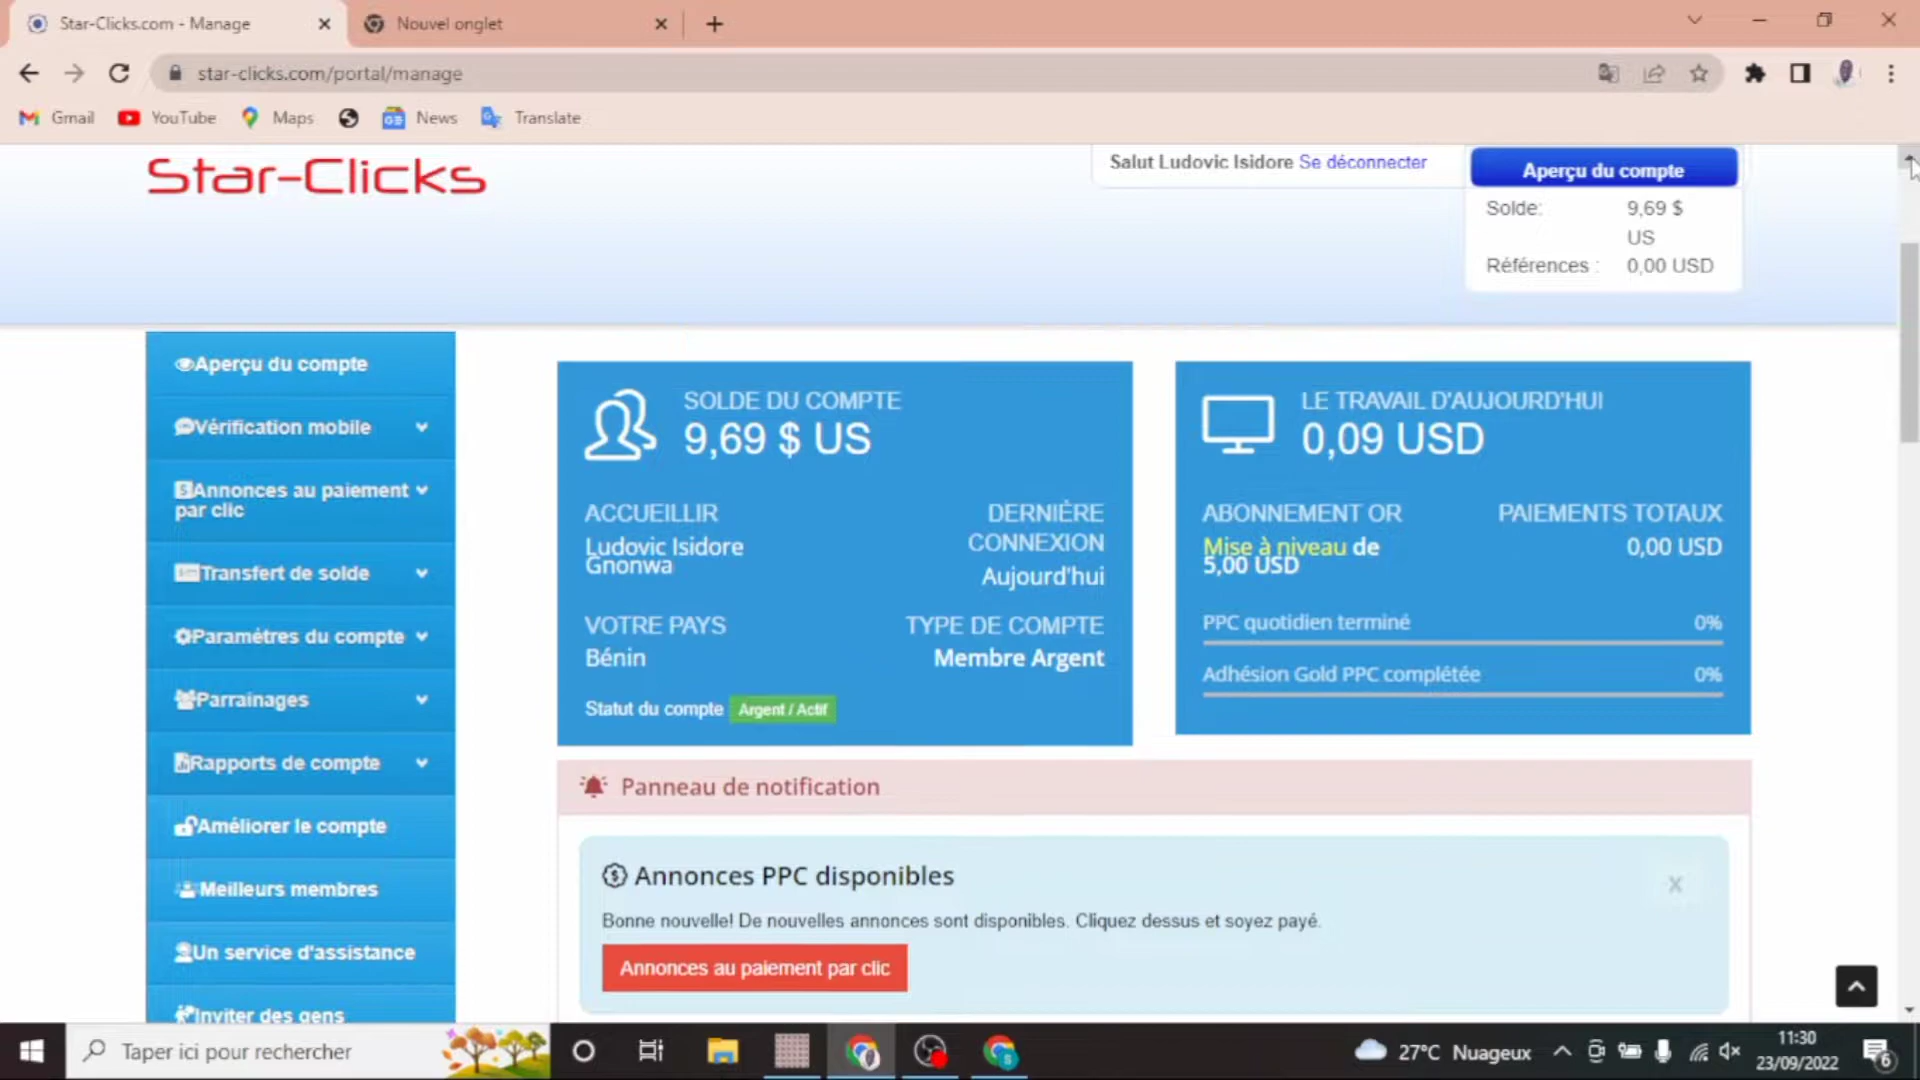 Star-Clicks.com - Manage
Nouvel onglet
star-clicks.com/portal/manage
Gmail
YouTube
Maps
News
Translate
Star-Clicks
Salut Ludovic Isidore Se déconnecter
Aperçu du compte
Solde: 9,69 $
US
Références : 0,00 USD
Aperçu du compte
Vérification mobile
Annonces au paiement
par clic
Transfert de solde
Paramètres du compte
Parrainages
Rapports de compte
Améliorer le compte
Meilleurs membres
Un service d'assistance
Inviter des gens
SOLDE DU COMPTE
9,69 $ US
ACCUEILLIR
Ludovic Isidore
Gnonwa
DERNIÈRE
CONNEXION
Aujourd'hui
VOTRE PAYS
Bénin
TYPE DE COMPTE
Membre Argent
Statut du compte Argent / Actif
LE TRAVAIL D'AUJOURD'HUI
0,09 USD
ABONNEMENT OR
Mise à niveau de
5,00 USD
PAIEMENTS TOTAUX
0,00 USD
PPC quotidien terminé 0%
Adhésion Gold PPC complétée 0%
Panneau de notification
Annonces PPC disponibles
x
Bonne nouvelle! De nouvelles annonces sont disponibles. Cliquez dessus et soyez payé.
Annonces au paiement par clic
Taper ici pour rechercher
27°C Nuageux
11:30
23/09/2022
6